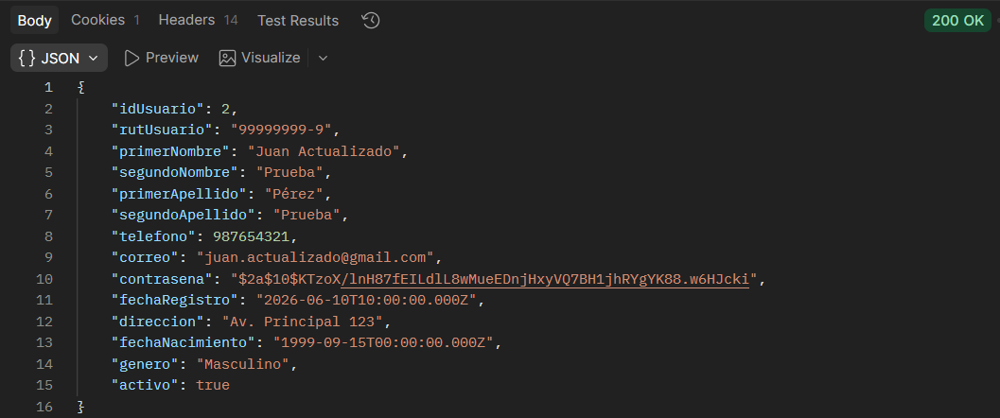 Body Cookies 1 Headers 14 Test Results 200 OK
{} JSON Preview Visualize
1 {
2 "idUsuario": 2,
3 "rutUsuario": "99999999-9",
4 "primerNombre": "Juan Actualizado",
5 "segundoNombre": "Prueba",
6 "primerApellido": "Pérez",
7 "segundoApellido": "Prueba",
8 "telefono": 987654321,
9 "correo": "juan.actualizado@gmail.com",
10 "contrasena": "$2a$10$KTzoX/lnH87fEILdlL8wMueEDnjHxyVQ7BH1jhRYgYK88.w6HJcki",
11 "fechaRegistro": "2026-06-10T10:00:00.000Z",
12 "direccion": "Av. Principal 123",
13 "fechaNacimiento": "1999-09-15T00:00:00.000Z",
14 "genero": "Masculino",
15 "activo": true
16 }